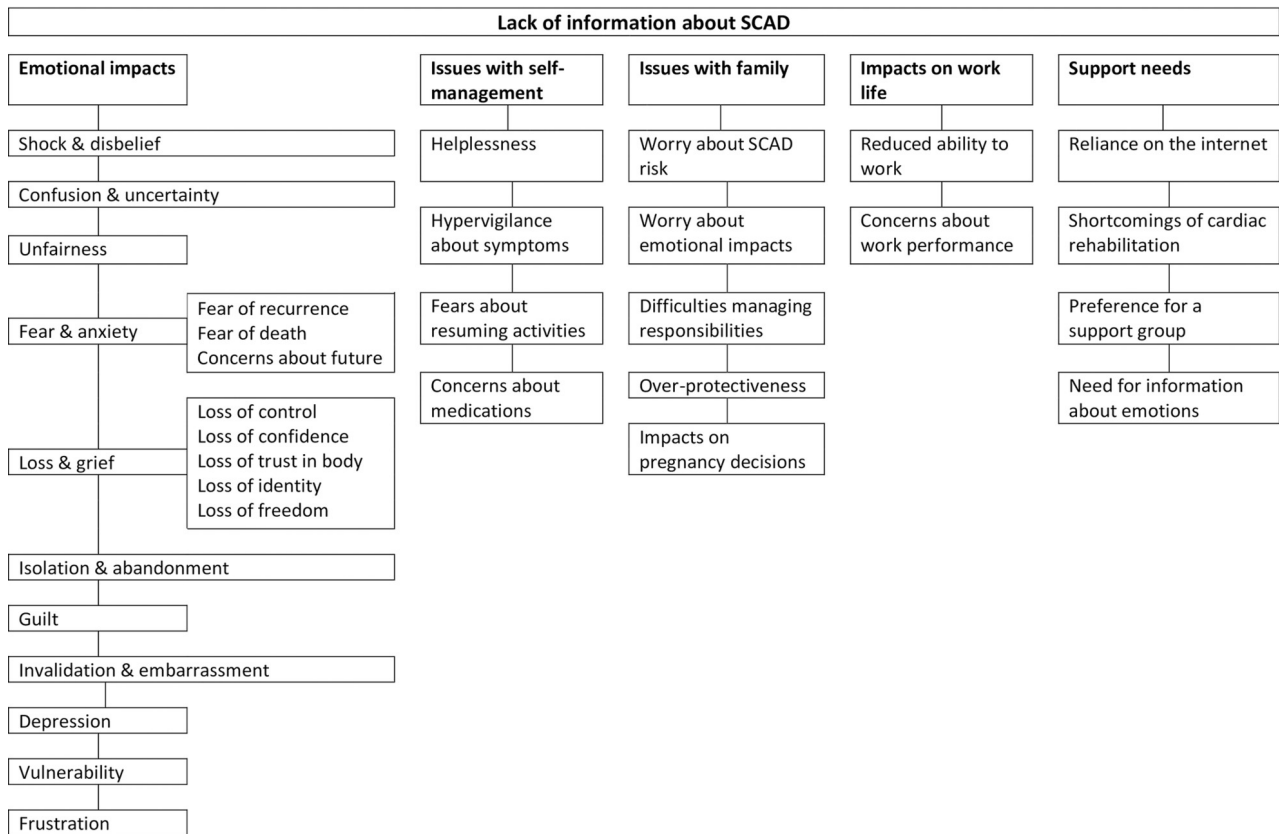 Lack of information about SCAD
Emotional impacts
Shock & disbelief
Confusion & uncertainty
Unfairness
Fear & anxiety
Fear of recurrence
Fear of death
Concerns about future
Loss & grief
Loss of control
Loss of confidence
Loss of trust in body
Loss of identity
Loss of freedom
Isolation & abandonment
Guilt
Invalidation & embarrassment
Depression
Vulnerability
Frustration
Issues with self-
management
Helplessness
Hypervigilance
about symptoms
Fears about
resuming activities
Concerns about
medications
Issues with family
Worry about SCAD
risk
Worry about
emotional impacts
Difficulties managing
responsibilities
Over-protectiveness
Impacts on
pregnancy decisions
Impacts on work
life
Reduced ability to
work
Concerns about
work performance
Support needs
Reliance on the internet
Shortcomings of cardiac
rehabilitation
Preference for a
support group
Need for information
about emotions